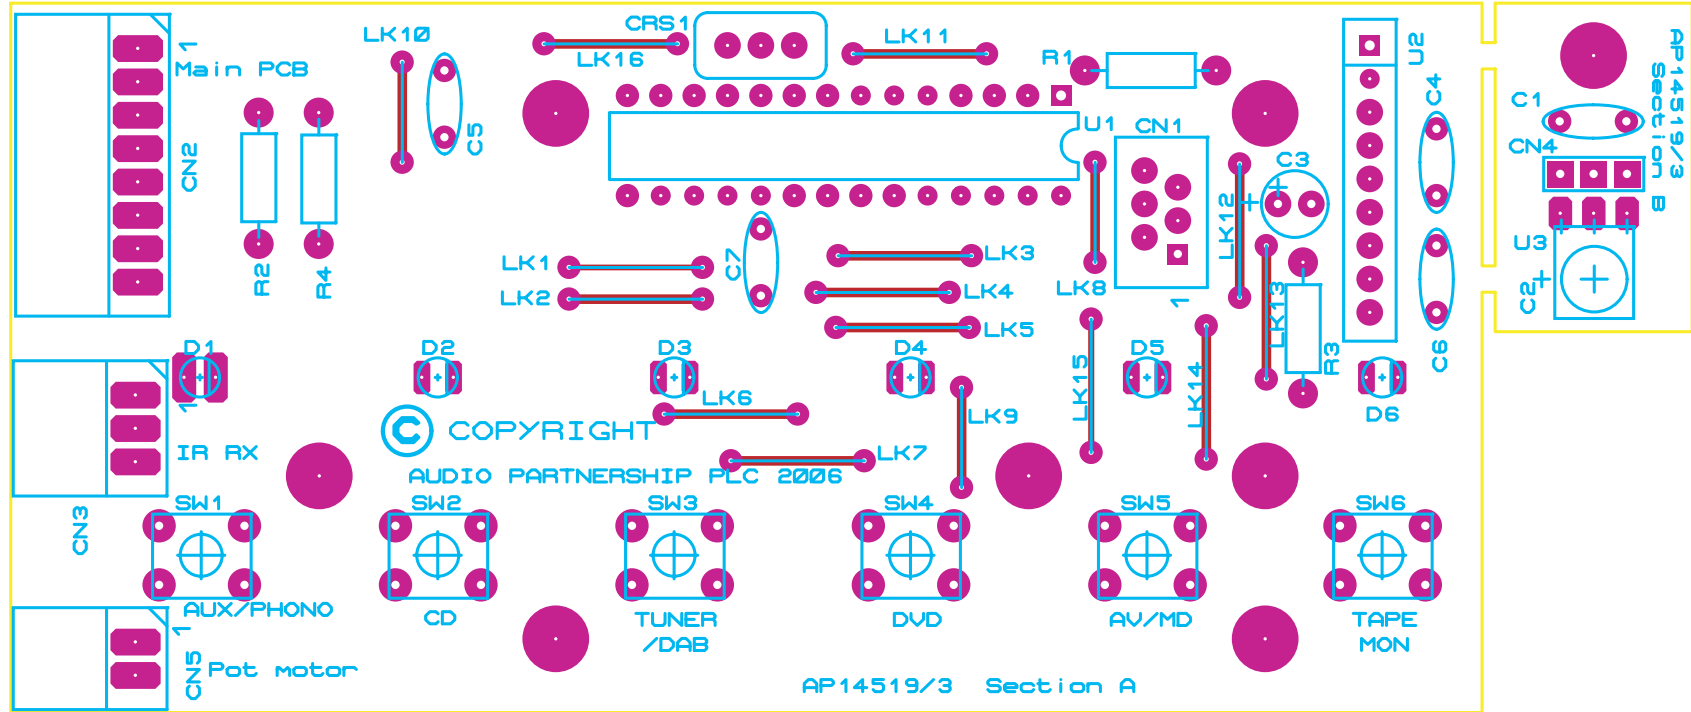 CRS1
LK10
LK16
LK11
R1
U2
1
Main PCB
C4
C1
AP14519/3
Section B
C5
U1
CN1
CN4
CN2
C3
+
+
LK12
R2
R4
LK1
C7
LK3
U3
LK2
LK4
LK8
1
C2
+
LK5
LK13
D1
D2
D3
D4
D5
R3
C6
LK15
LK14
1
LK6
D6
LK9
© COPYRIGHT
IR RX
LK7
AUDIO PARTNERSHIP PLC 2006
CN3
SW1
SW2
SW3
SW4
SW5
SW6
AUX/PHONO
CD
TUNER
/DAB
DVD
AV/MD
TAPE
MON
1
CN5
Pot motor
AP14519/3 Section A